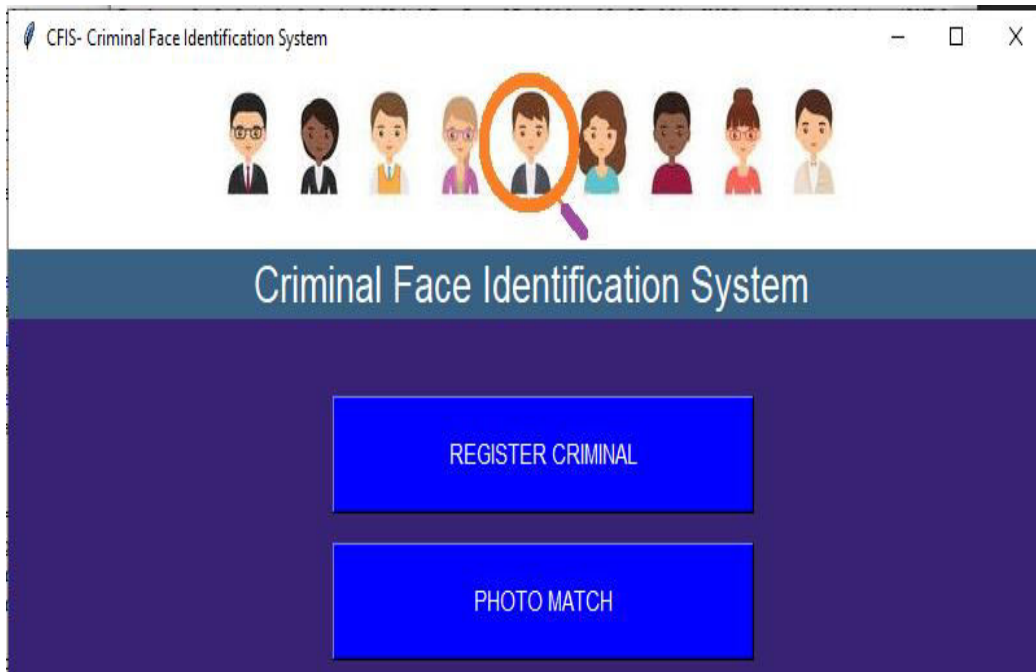 CFIS- Criminal Face Identification System
Criminal Face Identification System
REGISTER CRIMINAL
PHOTO MATCH